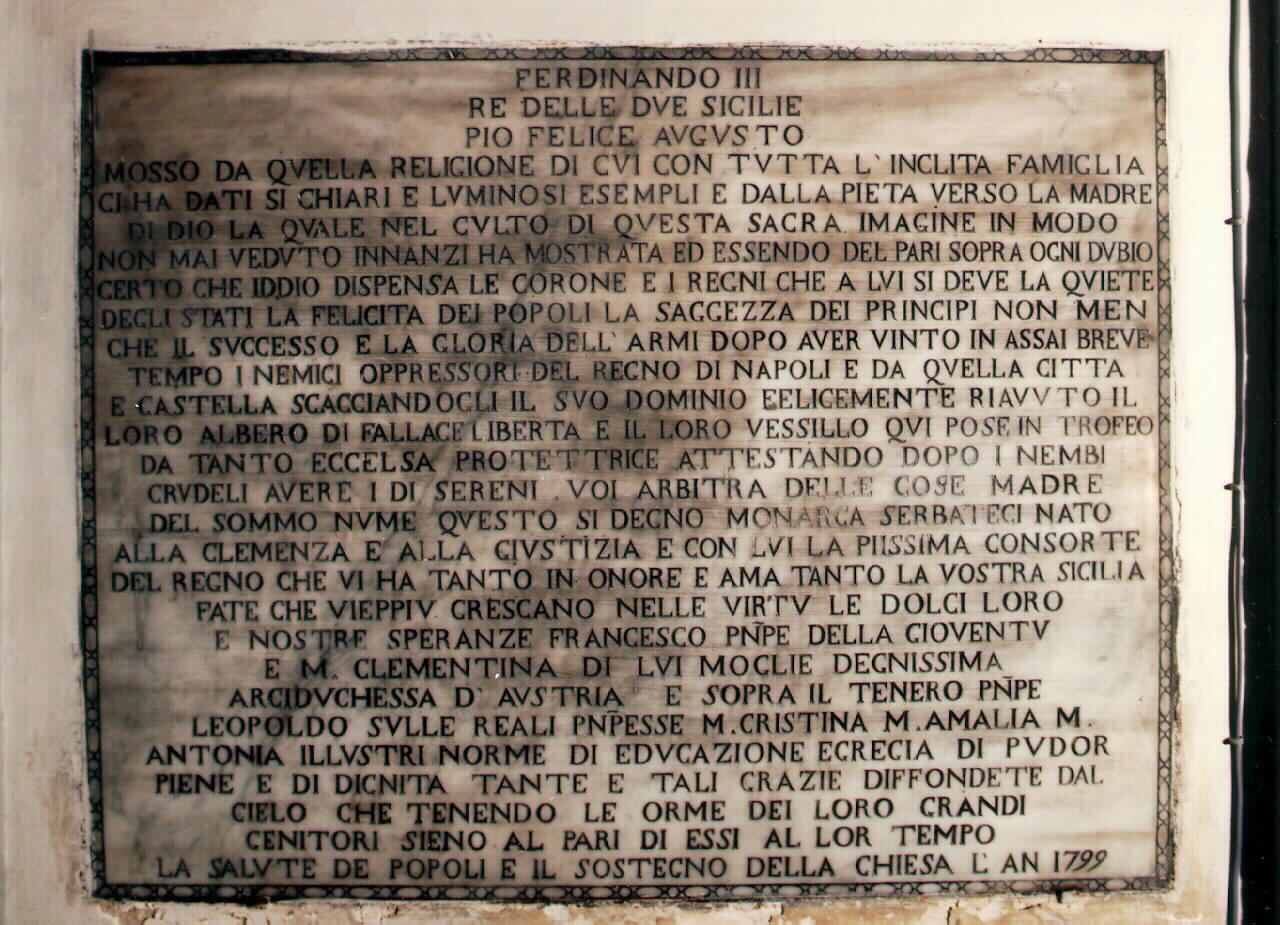 FERDINANDO III
RE DELLE DVE SICILIE
PIO FELICE AVGVSTO
MOSSO DA QVELLA RELIGIONE DI CVI CON TVTTA L'INCLITA FAMIGLIA
CI HA DATI SI CHIARI E LVMINOSI ESEMPLI E DALLA PIETA VERSO LA MADRE
DI DIO LA QVALE NEL CVLTO DI QVESTA SACRA IMAGINE IN MODO
NON MAI VEDVTO INNANZI HA MOSTRATA ED ESSENDO DEL PARI SOPRA OGNI DVBIO
CERTO CHE IDDIO DISPENSA LE CORONE E I REGNI CHE A LVI SI DEVE LA QVIETE
DEGLI STATI LA FELICITA DEI POPOLI LA SAGGEZZA DEI PRINCIPI NON MEN
CHE IL SVCCESSO E LA GLORIA DELL'ARMI DOPO AVER VINTO IN ASSAI BREVE
TEMPO I NEMICI OPPRESSORI DEL REGNO DI NAPOLI E DA QVELLA CITTA
E CASTELLA SCACCIANDOGLI IL SVO DOMINIO EELICEMENTE RIAVVTO IL
LORO ALBERO DI FALLACE LIBERTA E IL LORO VESSILLO QVI POSE IN TROFEO
DA TANTO ECCELSA PROTETTRICE ATTESTANDO DOPO I NEMBI
CRVDELI AVERE I DI SERENI . VOI ARBITRA DELLE COSE MADRE
DEL SOMMO NVME QVESTO SI DEGNO MONARCA SERBATECI NATO
ALLA CLEMENZA E ALLA GIVSTIZIA E CON LVI LA PIISSIMA CONSORTE
DEL REGNO CHE VI HA TANTO IN ONORE E AMA TANTO LA VOSTRA SICILIA
FATE CHE VIEPPIV CRESCANO NELLE VIRTV LE DOLCI LORO
E NOSTRE SPERANZE FRANCESCO PÑPE DELLA GIOVENTV
E M. CLEMENTINA DI LVI MOGLIE DEGNISSIMA
ARCIDVCHESSA D'AVSTRIA E SOPRA IL TENERO PÑPE
LEOPOLDO SVLLE REALI PÑPESSE M.CRISTINA M.AMALIA M.
ANTONIA ILLVSTRI NORME DI EDVCAZIONE EGREGIA DI PVDOR
PIENE E DI DIGNITA TANTE E TALI GRAZIE DIFFONDETE DAL
CIELO CHE TENENDO LE ORME DEI LORO GRANDI
GENITORI SIENO AL PARI DI ESSI AL LOR TEMPO
LA SALVTE DE POPOLI E IL SOSTEGNO DELLA CHIESA L'AN 1799